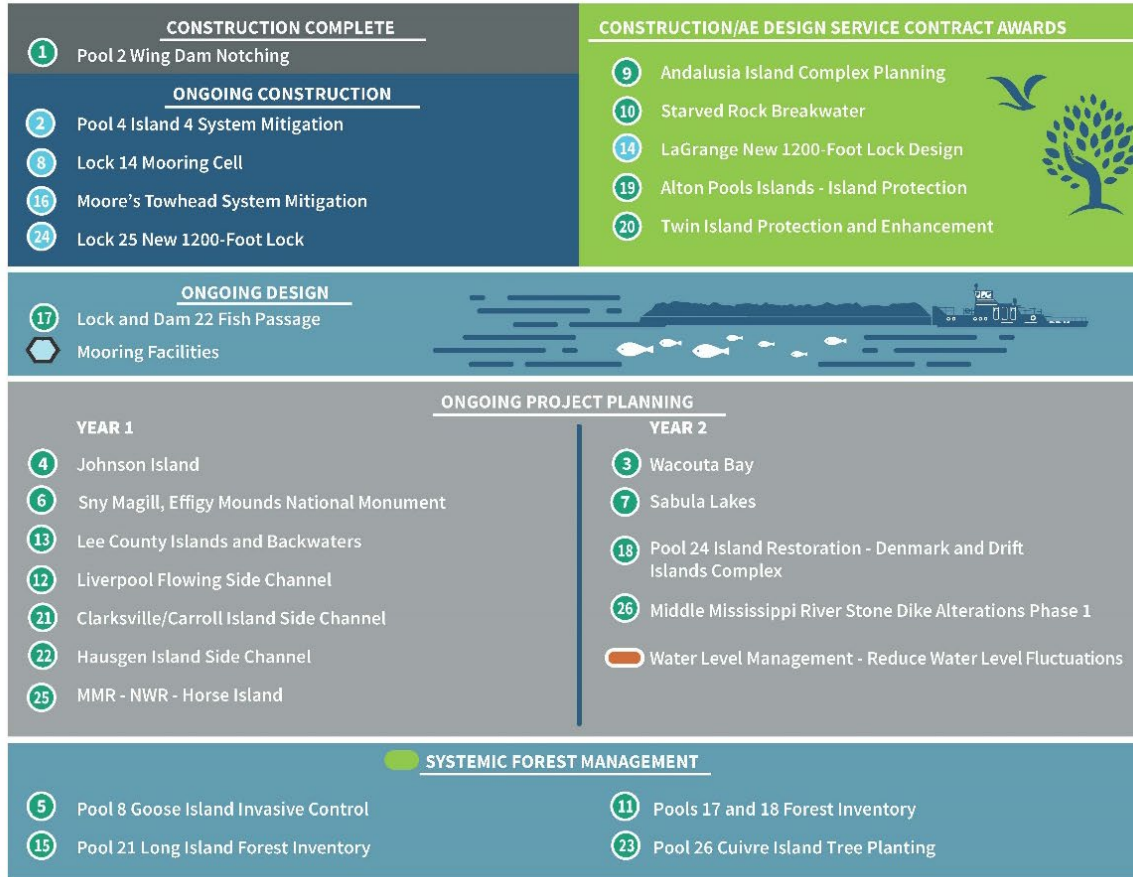 CONSTRUCTION COMPLETE
1 Pool 2 Wing Dam Notching
ONGOING CONSTRUCTION
2 Pool 4 Island 4 System Mitigation
8 Lock 14 Mooring Cell
16 Moore's Towhead System Mitigation
24 Lock 25 New 1200-Foot Lock
CONSTRUCTION/AE DESIGN SERVICE CONTRACT AWARDS
9 Andalusia Island Complex Planning
10 Starved Rock Breakwater
14 LaGrange New 1200-Foot Lock Design
19 Alton Pools Islands - Island Protection
20 Twin Island Protection and Enhancement
ONGOING DESIGN
17 Lock and Dam 22 Fish Passage
Mooring Facilities
ONGOING PROJECT PLANNING
YEAR 1
4 Johnson Island
6 Sny Magill, Effigy Mounds National Monument
13 Lee County Islands and Backwaters
12 Liverpool Flowing Side Channel
21 Clarksville/Carroll Island Side Channel
22 Hausgen Island Side Channel
25 MMR - NWR - Horse Island
YEAR 2
3 Wacouta Bay
7 Sabula Lakes
18 Pool 24 Island Restoration - Denmark and Drift
Islands Complex
26 Middle Mississippi River Stone Dike Alterations Phase 1
Water Level Management - Reduce Water Level Fluctuations
SYSTEMIC FOREST MANAGEMENT
5 Pool 8 Goose Island Invasive Control
15 Pool 21 Long Island Forest Inventory
11 Pools 17 and 18 Forest Inventory
23 Pool 26 Cuivre Island Tree Planting